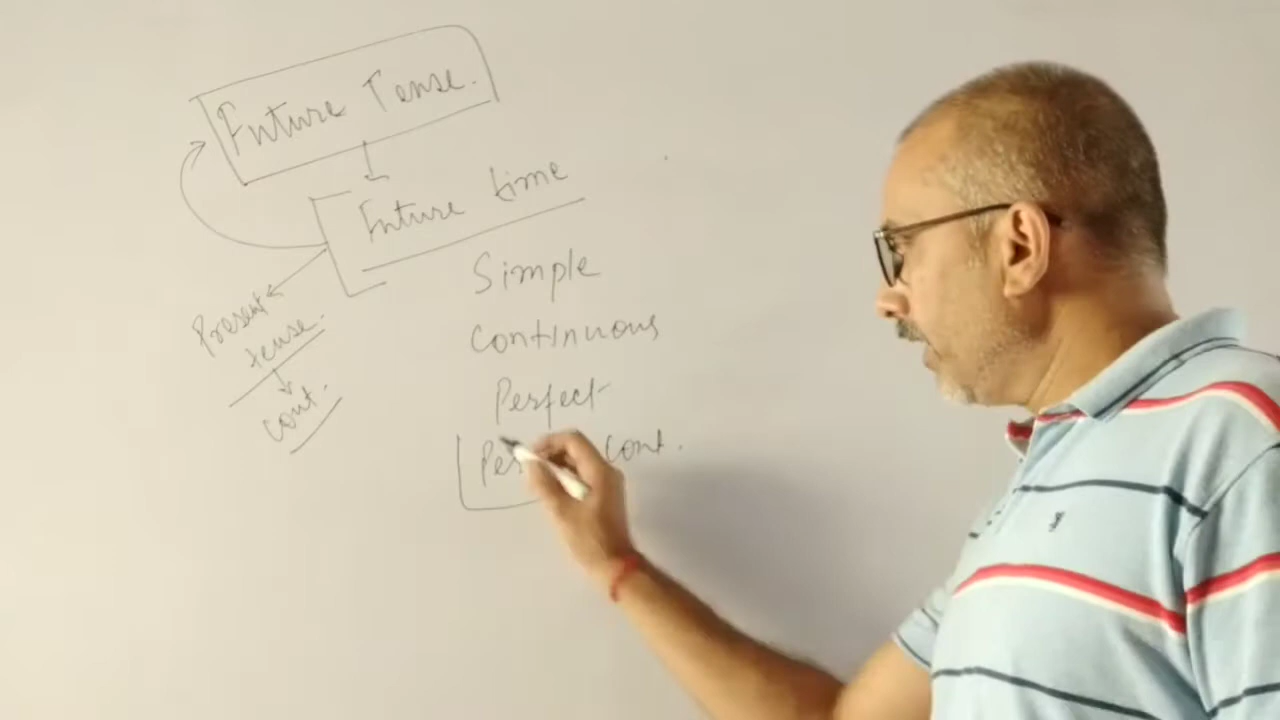 Future Tense.
Future time
Simple
Present
tense.
Continuous
cont.
Perfect
cont.